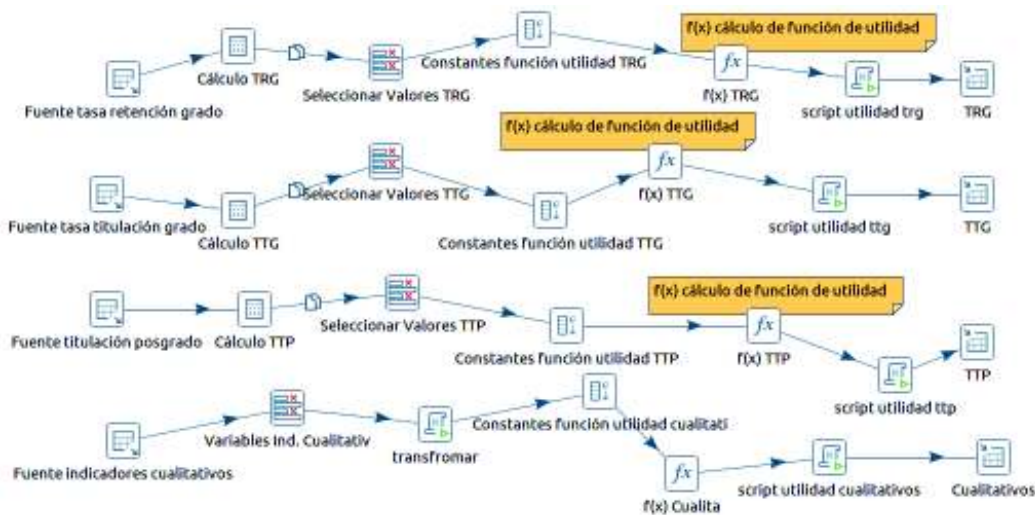 f(x) cálculo de función de utilidad
Cálculo TRG
Constantes función utilidad TRG
Fuente tasa retención grado
Seleccionar Valores TRG
f(x) TRG
script utilidad trg
TRG
f(x) cálculo de función de utilidad
Seleccionar Valores TTG
f(x) TTG
Fuente tasa titulación grado
Cálculo TTG
Constantes función utilidad TTG
script utilidad ttg
TTG
f(x) cálculo de función de utilidad
Fuente titulación posgrado
Cálculo TTP
Seleccionar Valores TTP
Constantes función utilidad TTP
f(x) TTP
TTP
script utilidad ttp
Variables Ind. Cualitativ
Constantes función utilidad cualitati
transfromar
Fuente indicadores cualitativos
f(x) Cualita
script utilidad cualitativos
Cualitativos